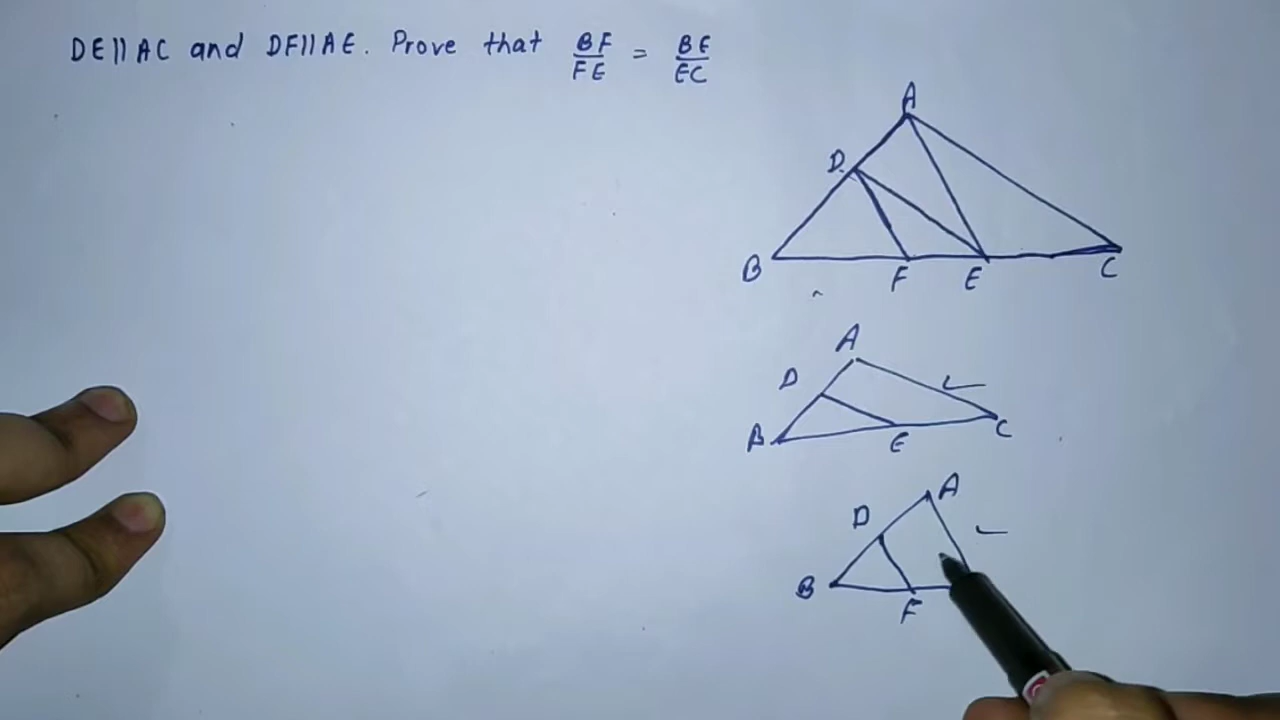 DE||AC and DF||AE. Prove that BF/FE = BE/EC
A
D
B F E C
A
D
B E C
A
D
B
F